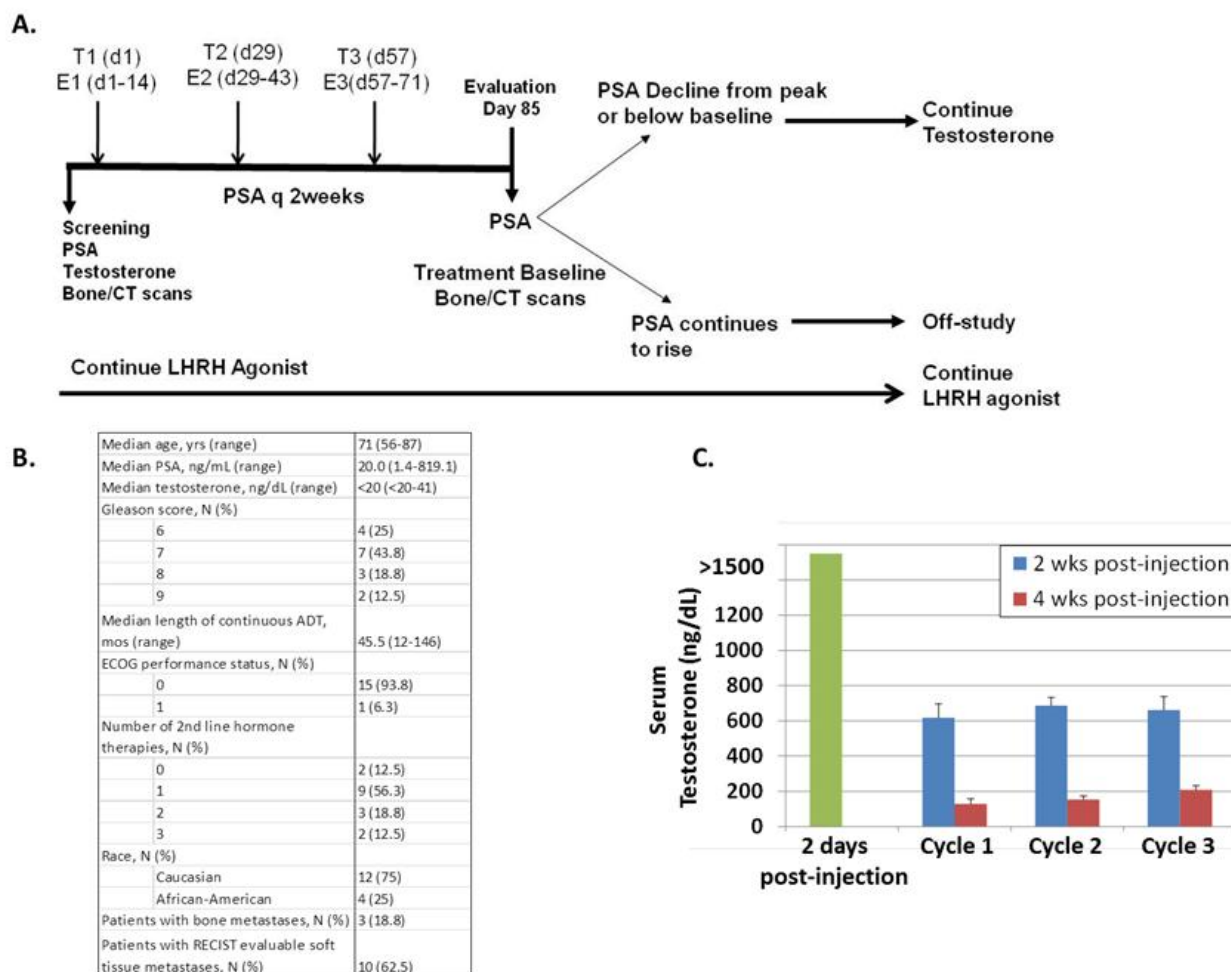 A.
T1 (d1)
E1 (d1-14)
T2 (d29)
E2 (d29-43)
T3 (d57)
E3(d57-71)
Evaluation
Day 85
PSA Decline from peak
or below baseline
Continue
Testosterone
PSA q 2weeks
Screening
PSA
Testosterone
Bone/CT scans
PSA
Treatment Baseline
Bone/CT scans
PSA continues
to rise
Off-study
Continue LHRH Agonist
Continue
LHRH agonist
B.
Median age, yrs (range) 71 (56-87)
Median PSA, ng/mL (range) 20.0 (1.4-819.1)
Median testosterone, ng/dL (range) <20 (<20-41)
Gleason score, N (%)
6 4 (25)
7 7 (43.8)
8 3 (18.8)
9 2 (12.5)
Median length of continuous ADT,
mos (range) 45.5 (12-146)
ECOG performance status, N (%)
0 15 (93.8)
1 1 (6.3)
Number of 2nd line hormone
therapies, N (%)
0 2 (12.5)
1 9 (56.3)
2 3 (18.8)
3 2 (12.5)
Race, N (%)
Caucasian 12 (75)
African-American 4 (25)
Patients with bone metastases, N (%) 3 (18.8)
Patients with RECIST evaluable soft
tissue metastases, N (%) 10 (62.5)
C.
Serum
Testosterone (ng/dL)
>1500
1200
1000
800
600
400
200
0
2 wks post-injection
4 wks post-injection
2 days
post-injection
Cycle 1
Cycle 2
Cycle 3